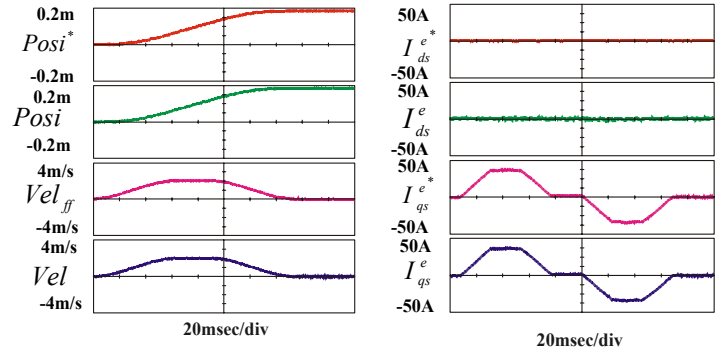 0.2m
Posi*
-0.2m
0.2m
Posi
-0.2m
4m/s
Vel_ff
-4m/s
4m/s
Vel
-4m/s
20msec/div
50A
I_ds^e*
-50A
50A
I_ds^e
-50A
50A
I_qs^e*
-50A
50A
I_qs^e
-50A
20msec/div